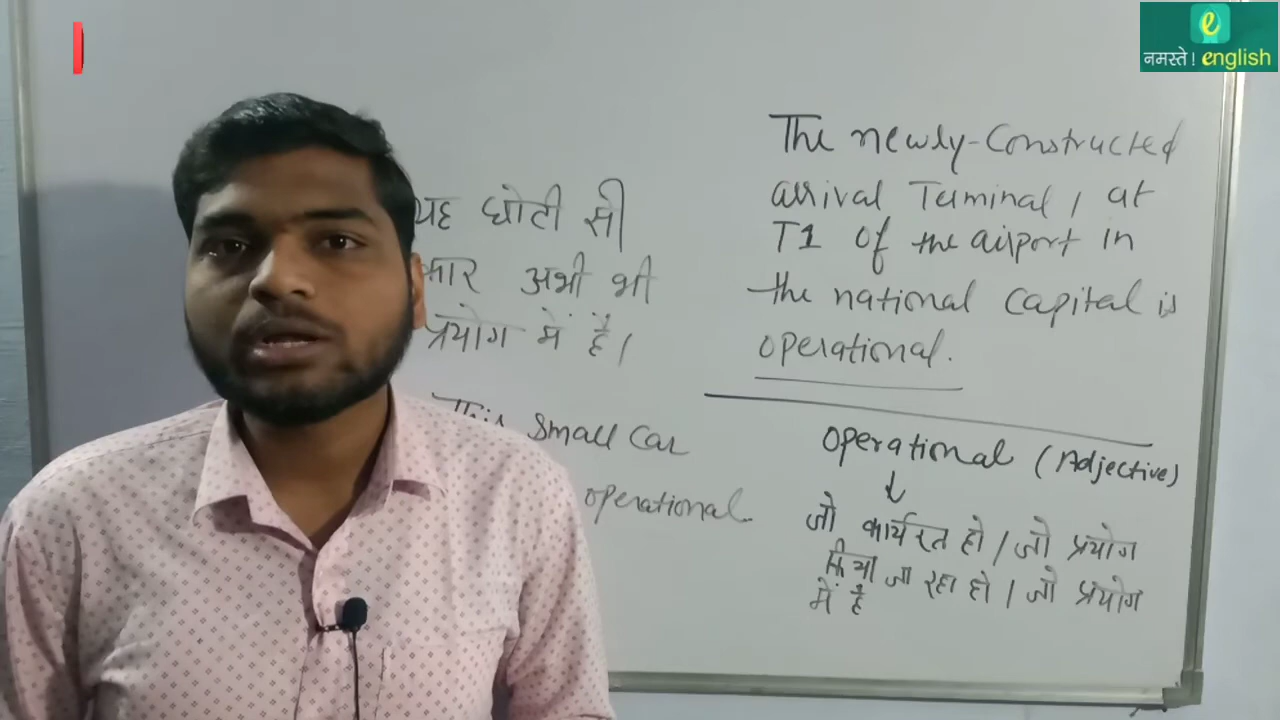 नमस्ते! english
यह छोटी सी
कार अभी भी
प्रयोग में है।
This Small Car
operational.
The newly-Constructed
arrival Terminal, at
T1 of the airport in
the national capital is
operational.
operational (Adjective)
जो कार्यरत हो / जो प्रयोग
किया जा रहा हो / जो प्रयोग
में है